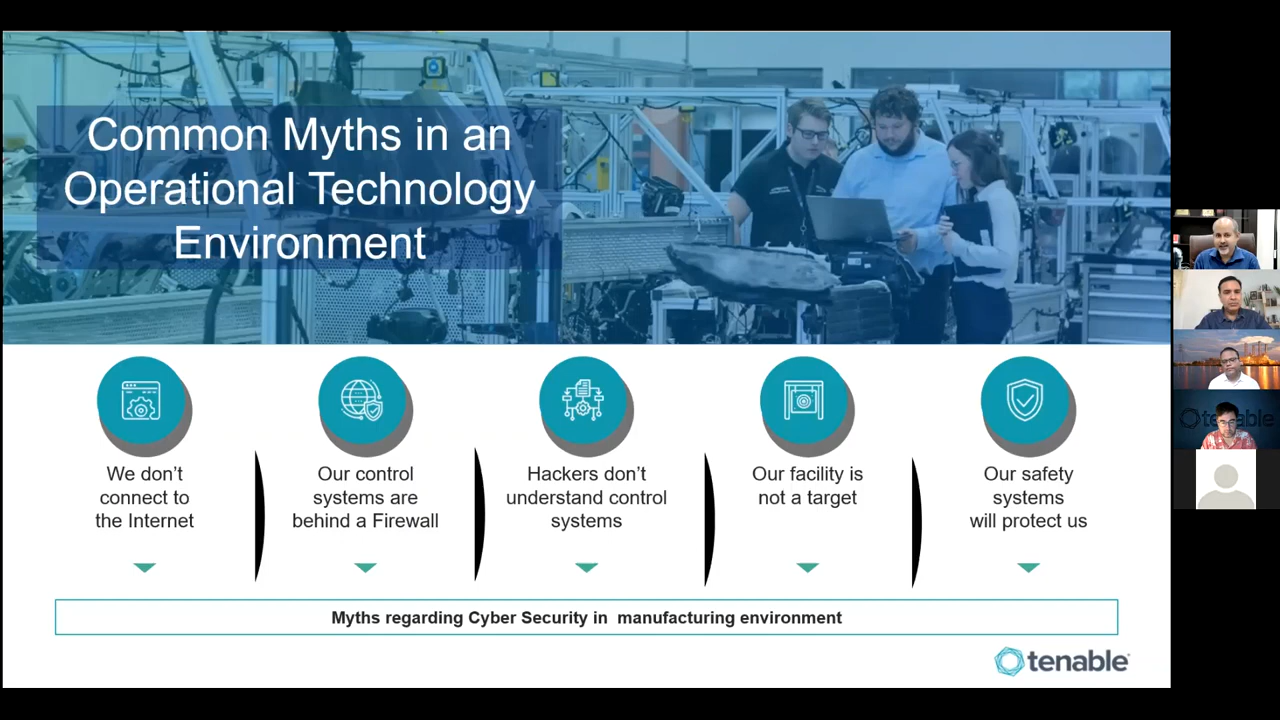 Common Myths in an
Operational Technology
Environment
We don't
connect to
the Internet
Our control
systems are
behind a Firewall
Hackers don't
understand control
systems
Our facility is
not a target
Our safety
systems
will protect us
Myths regarding Cyber Security in  manufacturing environment
tenable
tenable